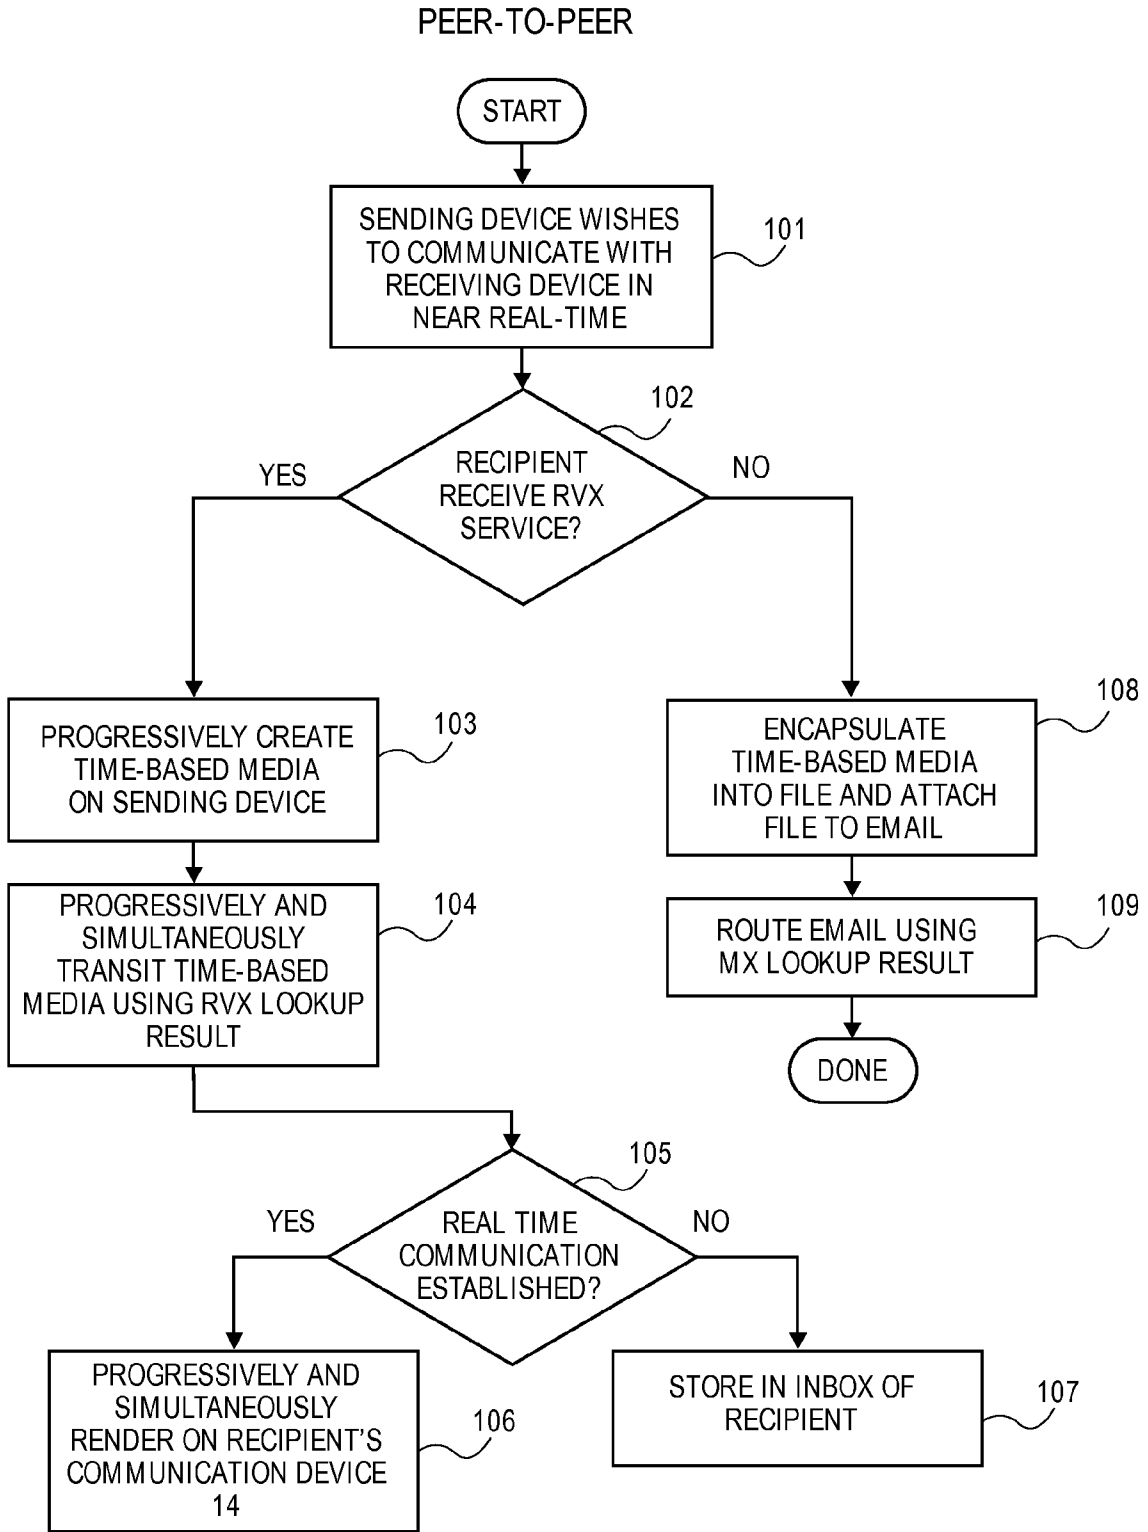 PEER-TO-PEER
START
SENDING DEVICE WISHES
TO COMMUNICATE WITH
RECEIVING DEVICE IN
NEAR REAL-TIME
101
102
RECIPIENT
RECEIVE RVX
SERVICE?
YES
NO
PROGRESSIVELY CREATE
TIME-BASED MEDIA
ON SENDING DEVICE
103
PROGRESSIVELY AND
SIMULTANEOUSLY
TRANSIT TIME-BASED
MEDIA USING RVX LOOKUP
RESULT
104
ENCAPSULATE
TIME-BASED MEDIA
INTO FILE AND ATTACH
FILE TO EMAIL
108
ROUTE EMAIL USING
MX LOOKUP RESULT
109
DONE
105
REAL TIME
COMMUNICATION
ESTABLISHED?
YES
NO
PROGRESSIVELY AND
SIMULTANEOUSLY
RENDER ON RECIPIENT'S
COMMUNICATION DEVICE
14
106
STORE IN INBOX OF
RECIPIENT
107